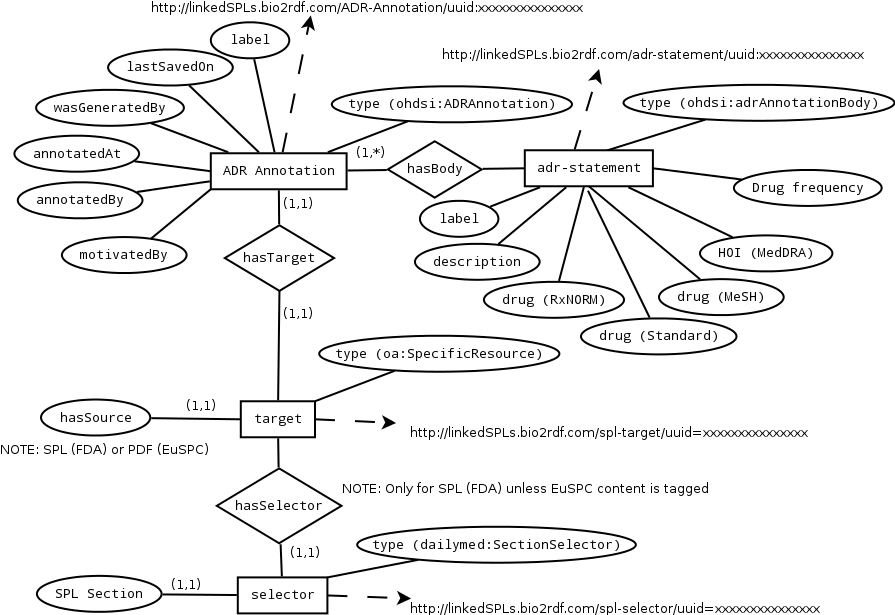 http://linkedSPLs.bio2rdf.com/ADR-Annotation/uuid:xxxxxxxxxxxxxxx
label
http://linkedSPLs.bio2rdf.com/adr-statement/uuid:xxxxxxxxxxxxxxx
lastSavedOn
wasGeneratedBy
type (ohdsi:ADRAnnotation)
type (ohdsi:adrAnnotationBody)
annotatedAt
(1,*)
ADR Annotation
hasBody
adr-statement
annotatedBy
Drug frequency
(1,1)
label
motivatedBy
hasTarget
description
HOI (MedDRA)
drug (RxNORM)
drug (MeSH)
(1,1)
drug (Standard)
type (oa:SpecificResource)
(1,1)
hasSource
target
http://linkedSPLs.bio2rdf.com/spl-target/uuid=xxxxxxxxxxxxxxx
NOTE: SPL (FDA) or PDF (EuSPC)
NOTE: Only for SPL (FDA) unless EuSPC content is tagged
hasSelector
(1,1)
type (dailymed:SectionSelector)
(1,1)
SPL Section
selector
http://linkedSPLs.bio2rdf.com/spl-selector/uuid=xxxxxxxxxxxxxxx